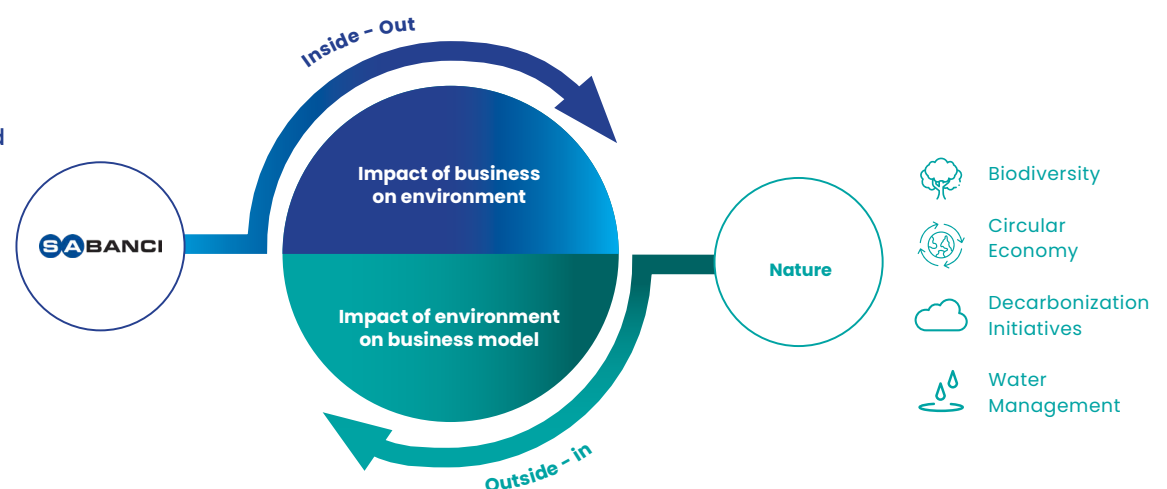 Inside - Out
SABANCI
Impact of business
on environment
Impact of environment
on business model
Outside - in
Nature
Biodiversity
Circular
Economy
Decarbonization
Initiatives
Water
Management